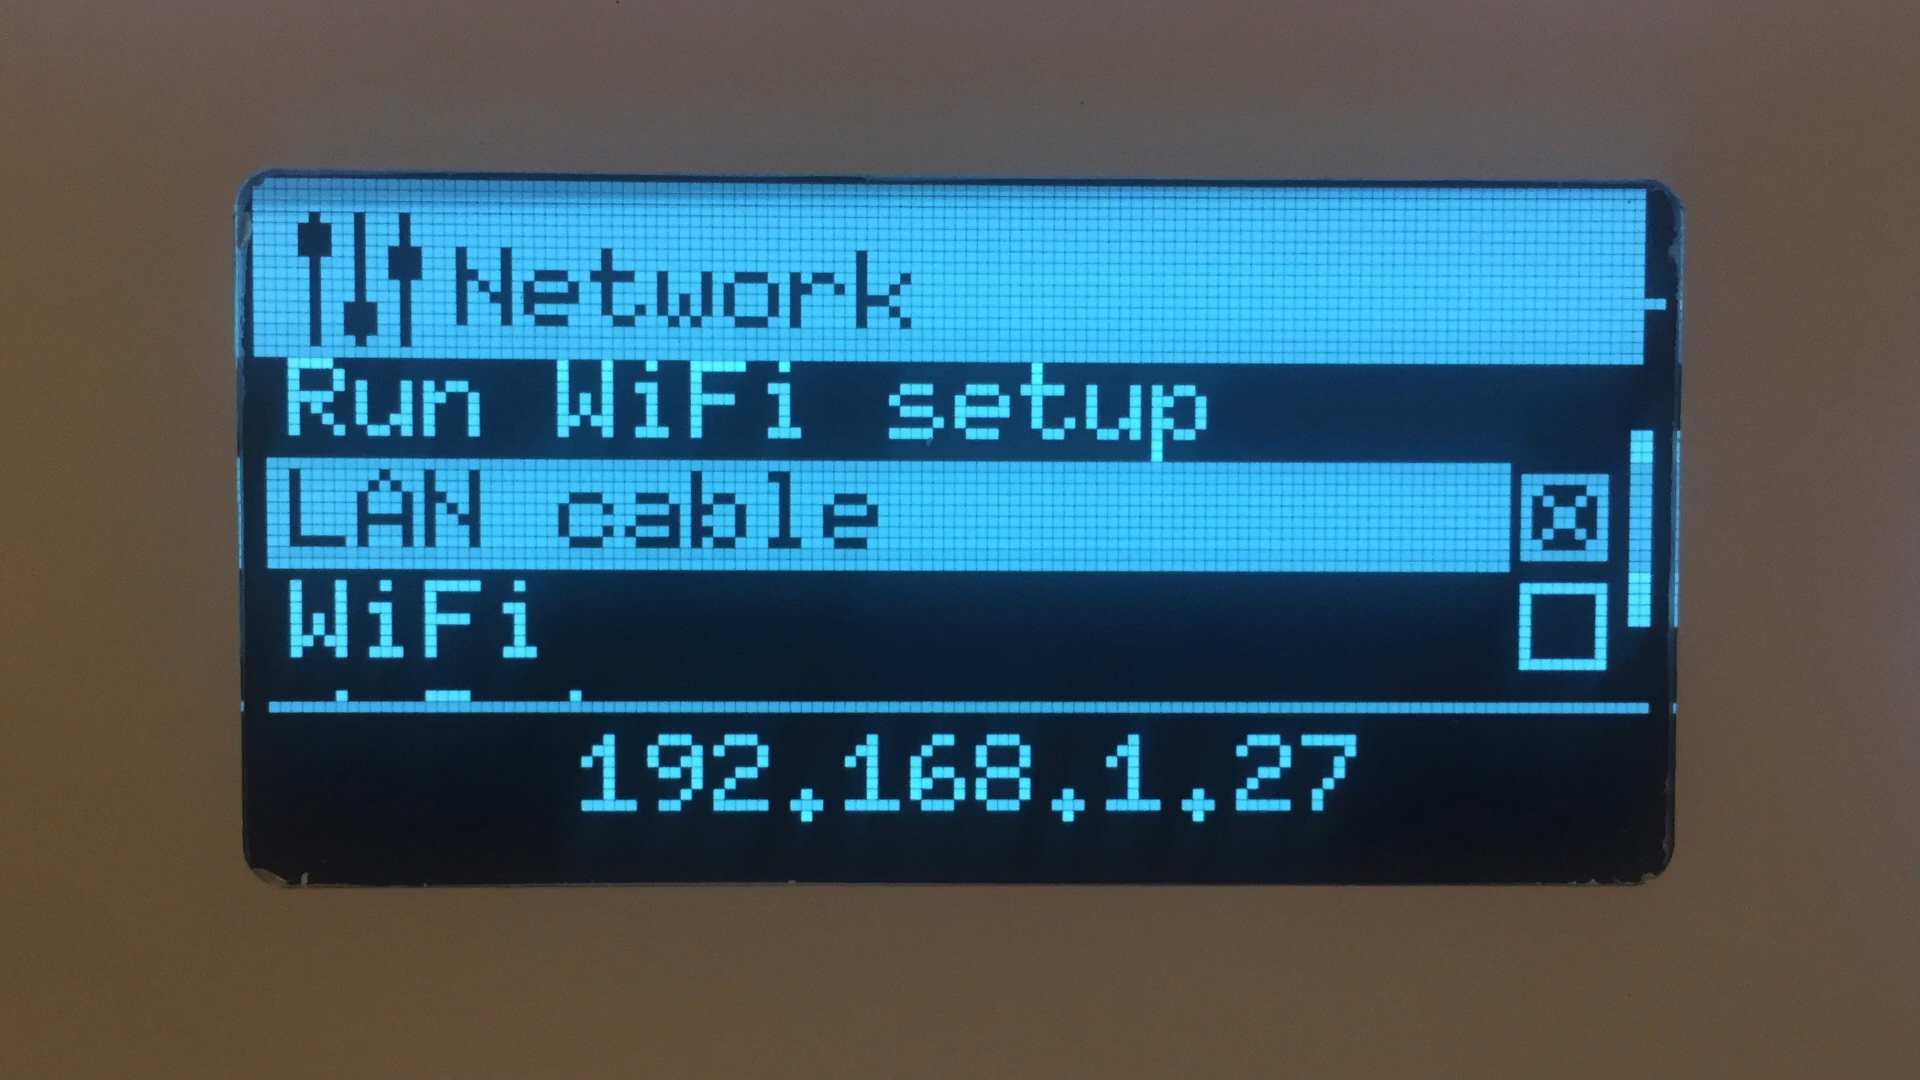 Network
Run WiFi setup
LAN cable
WiFi
192.168.1.27